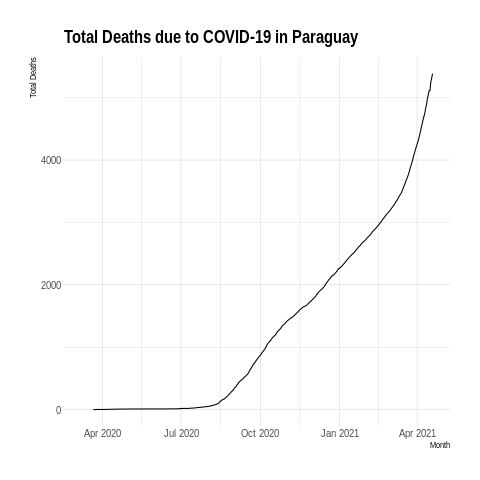 Total Deaths due to COVID-19 in Paraguay
Total Deaths
4000
2000
0
Apr 2020 Jul 2020 Oct 2020 Jan 2021 Apr 2021
Month